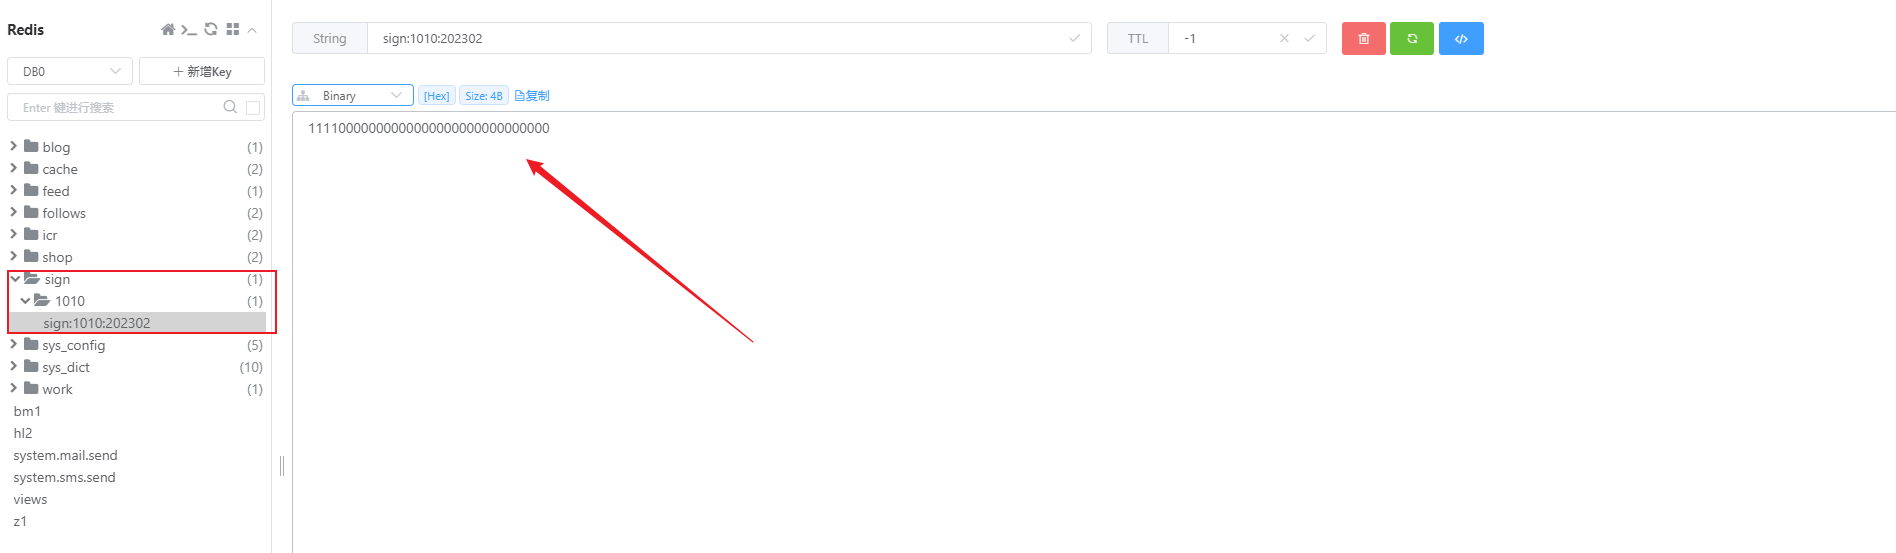 Redis
DB0
新增Key
Enter 键进行搜索
blog (1)
cache (2)
feed (1)
follows (2)
icr (2)
shop (2)
sign (1)
1010 (1)
sign:1010:202302
sys_config (5)
sys_dict (10)
work (1)
bm1
hl2
system.mail.send
system.sms.send
views
z1
String sign:1010:202302 TTL -1
Binary [Hex] Size: 4B 复制
11110000000000000000000000000000